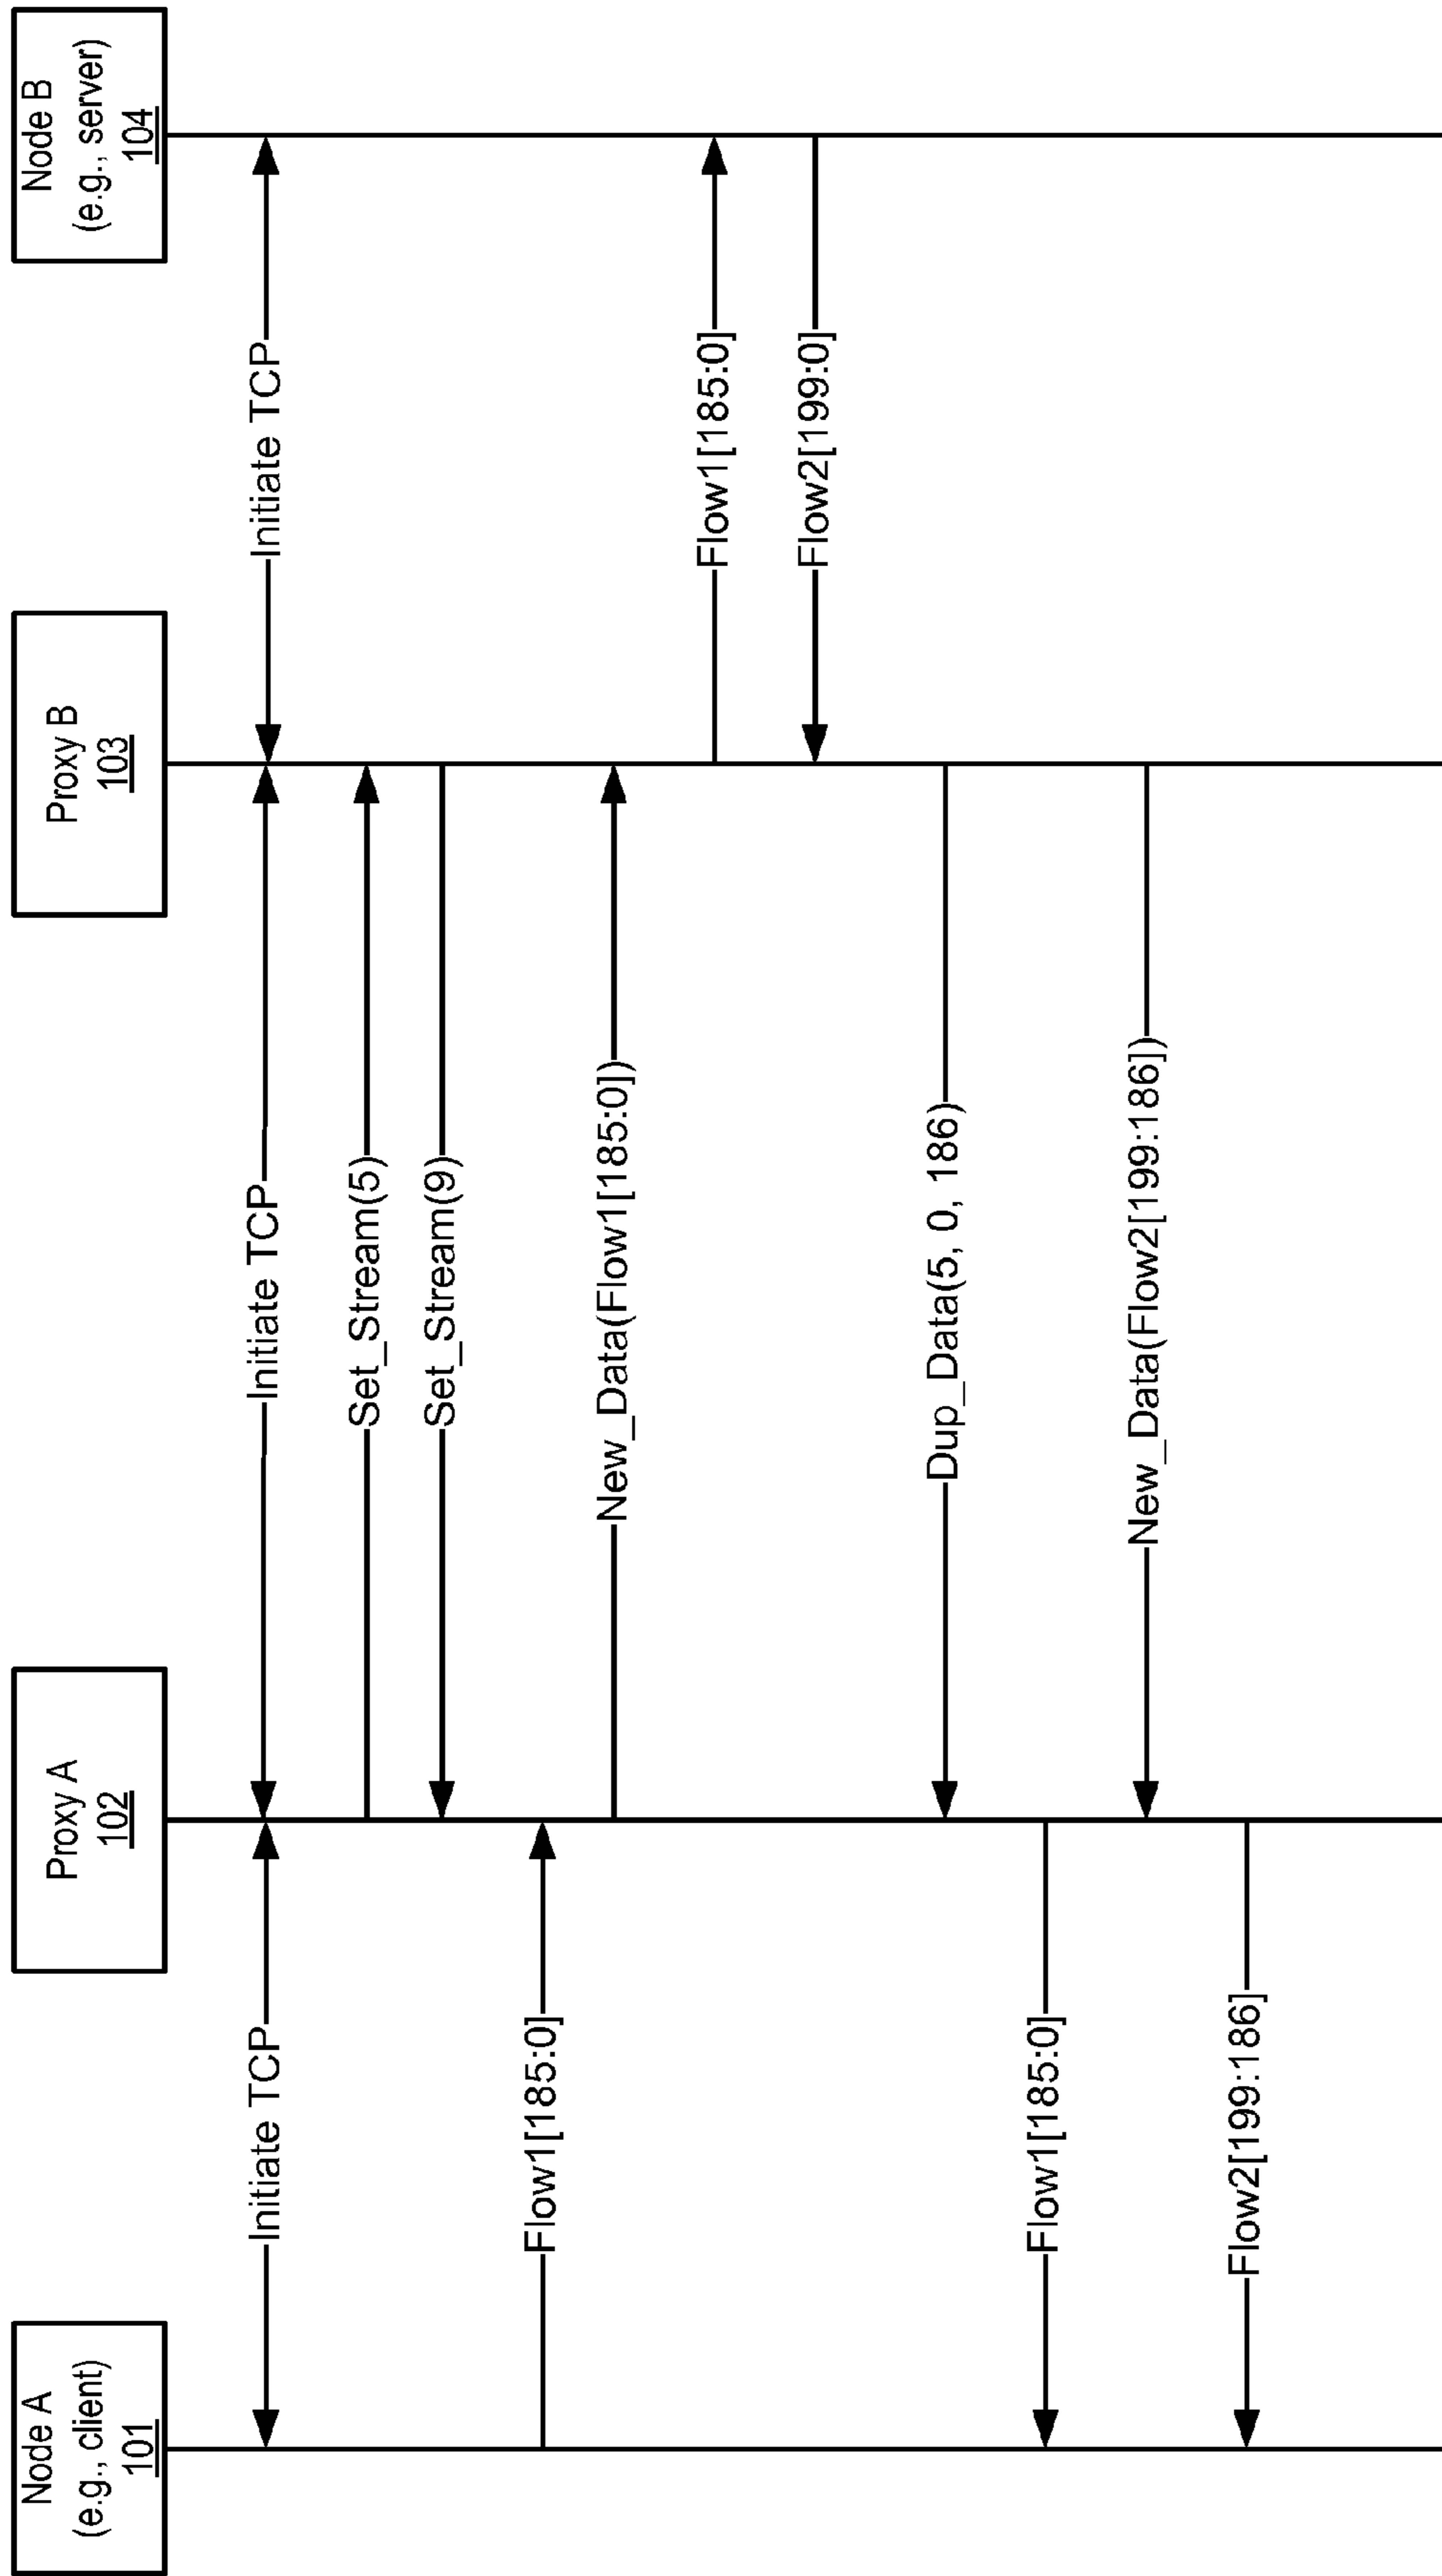 Node A
(e.g., client)
101
Proxy A
102
Proxy B
103
Node B
(e.g., server)
104
Initiate TCP
Initiate TCP
Initiate TCP
Set_Stream(5)
Set_Stream(9)
Flow1[185:0]
New_Data(Flow1[185:0])
Flow1[185:0]
Flow2[199:0]
Dup_Data(5, 0, 186)
Flow1[185:0]
New_Data(Flow2[199:186])
Flow2[199:186]